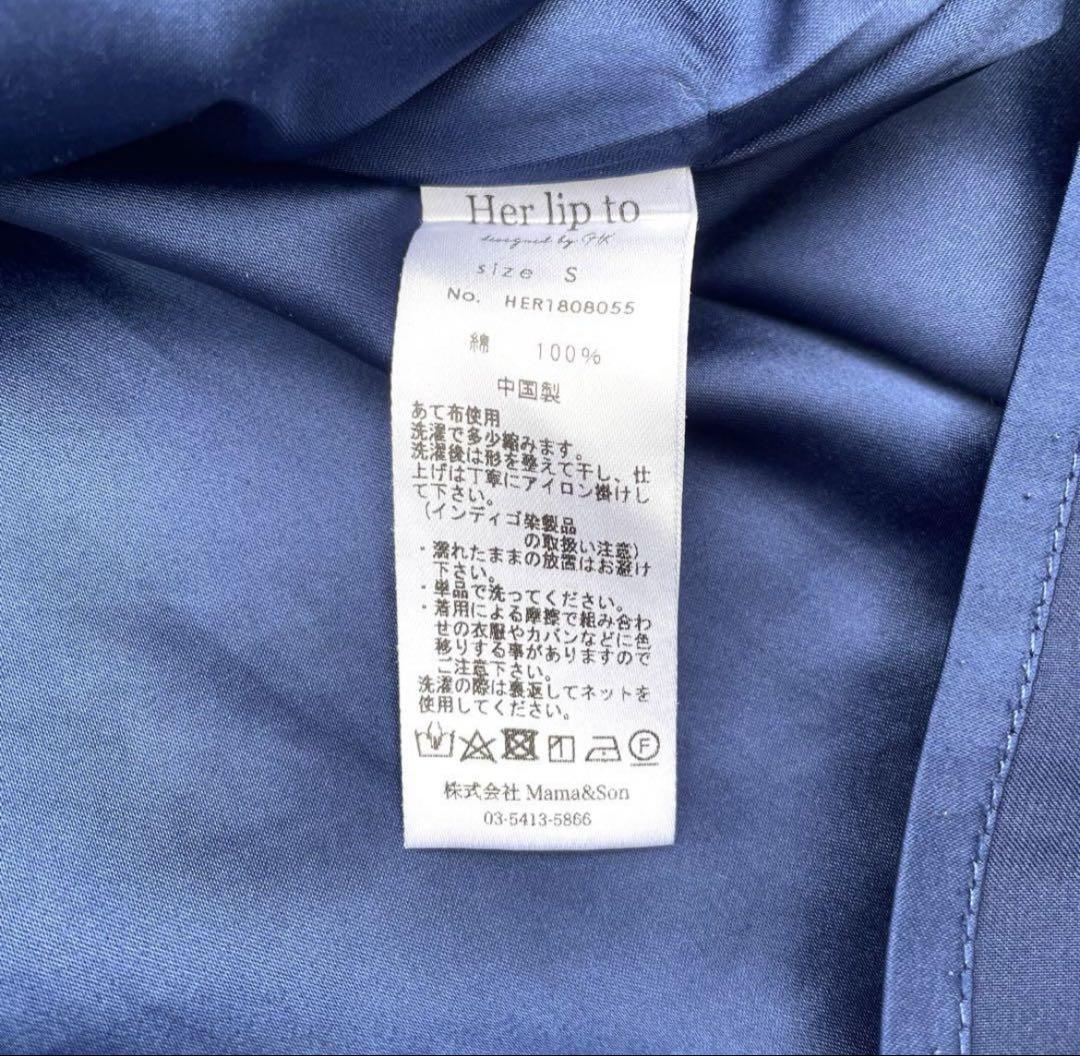 Her lip to
designed by YK
size S
No. HER1808055
綿 100%
中国製
あて布使用
洗濯で多少縮みます。
洗濯後は形を整えて干し、仕
上げは丁寧にアイロン掛けし
て下さい。
(インディゴ染製品
の取扱い注意)
・濡れたままの放置はお避け
下さい。
・単品で洗ってください。
・着用による摩擦で組み合わ
せの衣服やカバンなどに色
移りする事がありますので
ご注意下さい。
洗濯の際は裏返してネットを
使用してください。
F
株式会社 Mama&Son
03-5413-5866